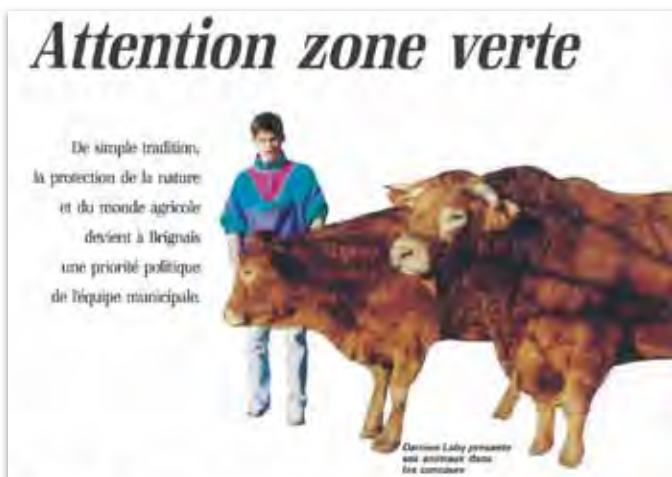 Attention zone verte
De simple tradition,
la protection de la nature
et du monde agricole
devient à Brignais
une priorité politique
de l'équipe municipale.
Damien Laby présente
ses animaux dans
les concours